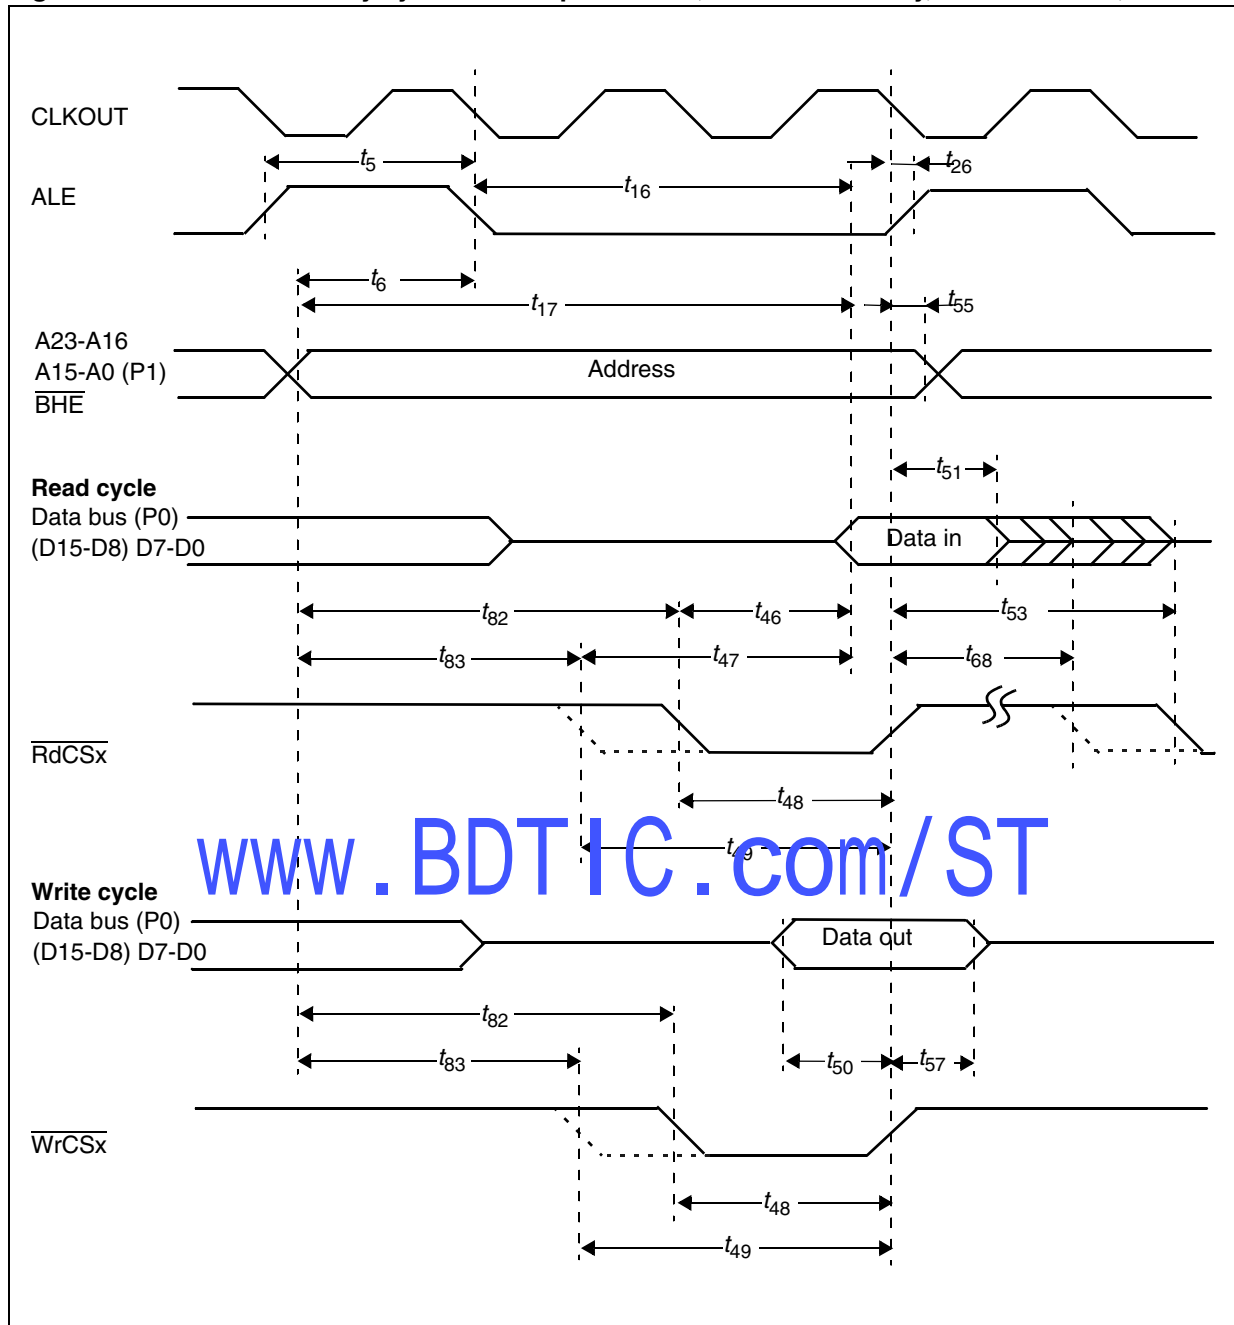 CLKOUT
t5
t26
ALE
t16
t6
t17
t55
A23-A16
A15-A0 (P1)
Address
BHE
t51
Read cycle
Data bus (P0)
(D15-D8) D7-D0
Data in
t82
t46
t53
t83
t47
t68
RdCSx
t48
www.BDTIC.com/ST
t49
Write cycle
Data bus (P0)
(D15-D8) D7-D0
Data out
t82
t83
t50
t57
WrCSx
t48
t49